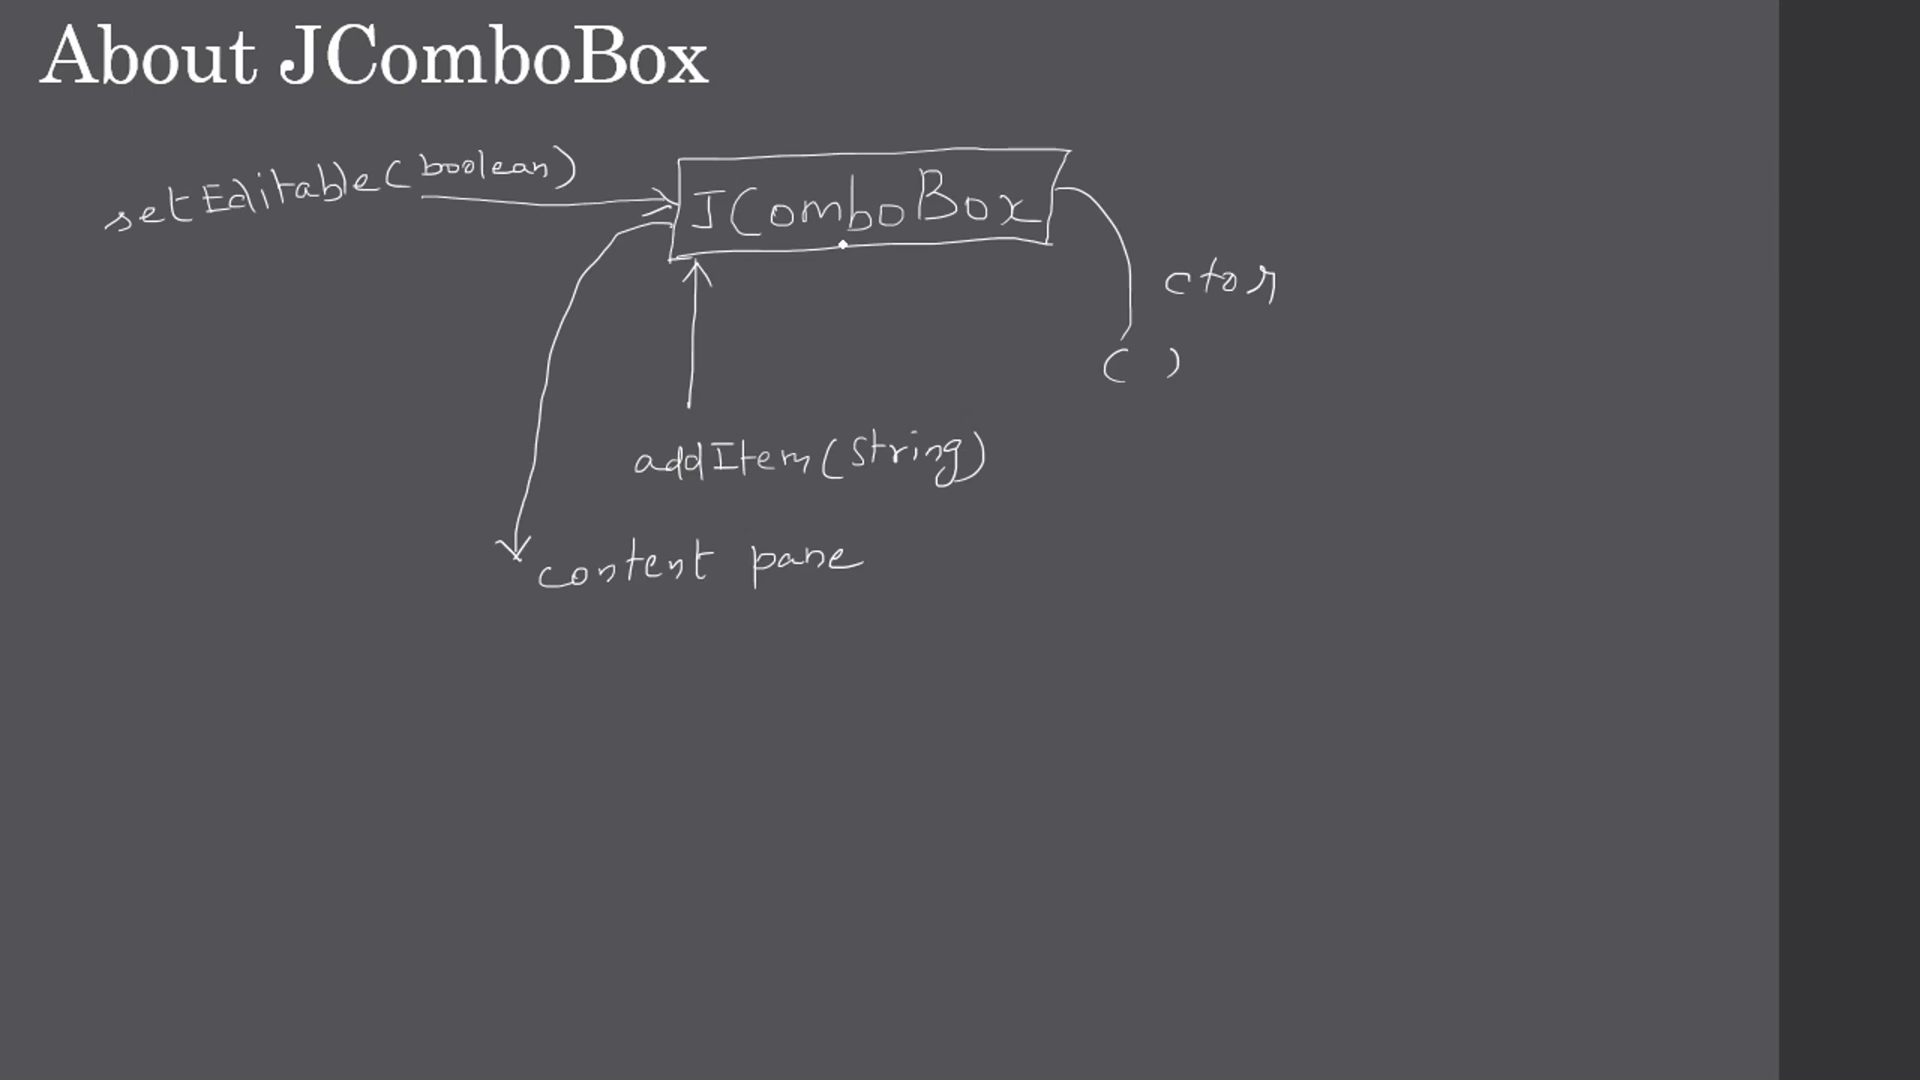 About JComboBox
setEditable(boolean)
JComboBox
ctor
( )
addItem(String)
content pane